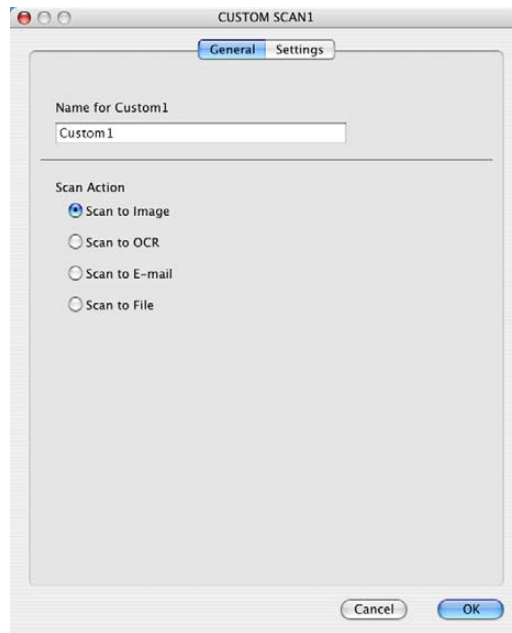 CUSTOM SCAN1
General Settings
Name for Custom1
Custom1
Scan Action
Scan to Image
Scan to OCR
Scan to E-mail
Scan to File
Cancel OK